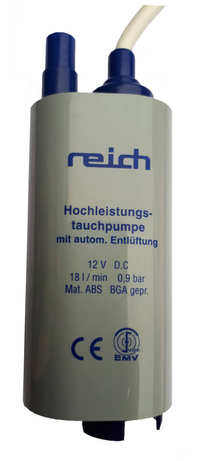 reich
Hochleistungs-
tauchpumpe
mit autom. Entlüftung
12 V D.C
18 l / min 0,9 bar
Mat. ABS BGA gepr.
CE
EMV